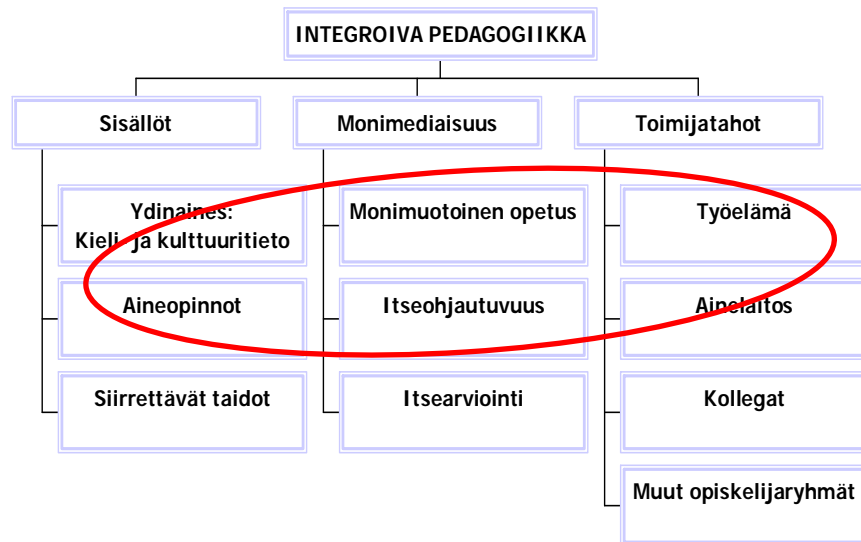 INTEGROIVA PEDAGOGIIKKA
Sisällöt
Monimediaisuus
Toimijatahot
Ydinaines:
Kieli- ja kulttuuritieto
Monimuotoinen opetus
Työelämä
Aineopinnot
Itseohjautuvuus
Ainelaitos
Siirrettävät taidot
Itsearviointi
Kollegat
Muut opiskelijaryhmät